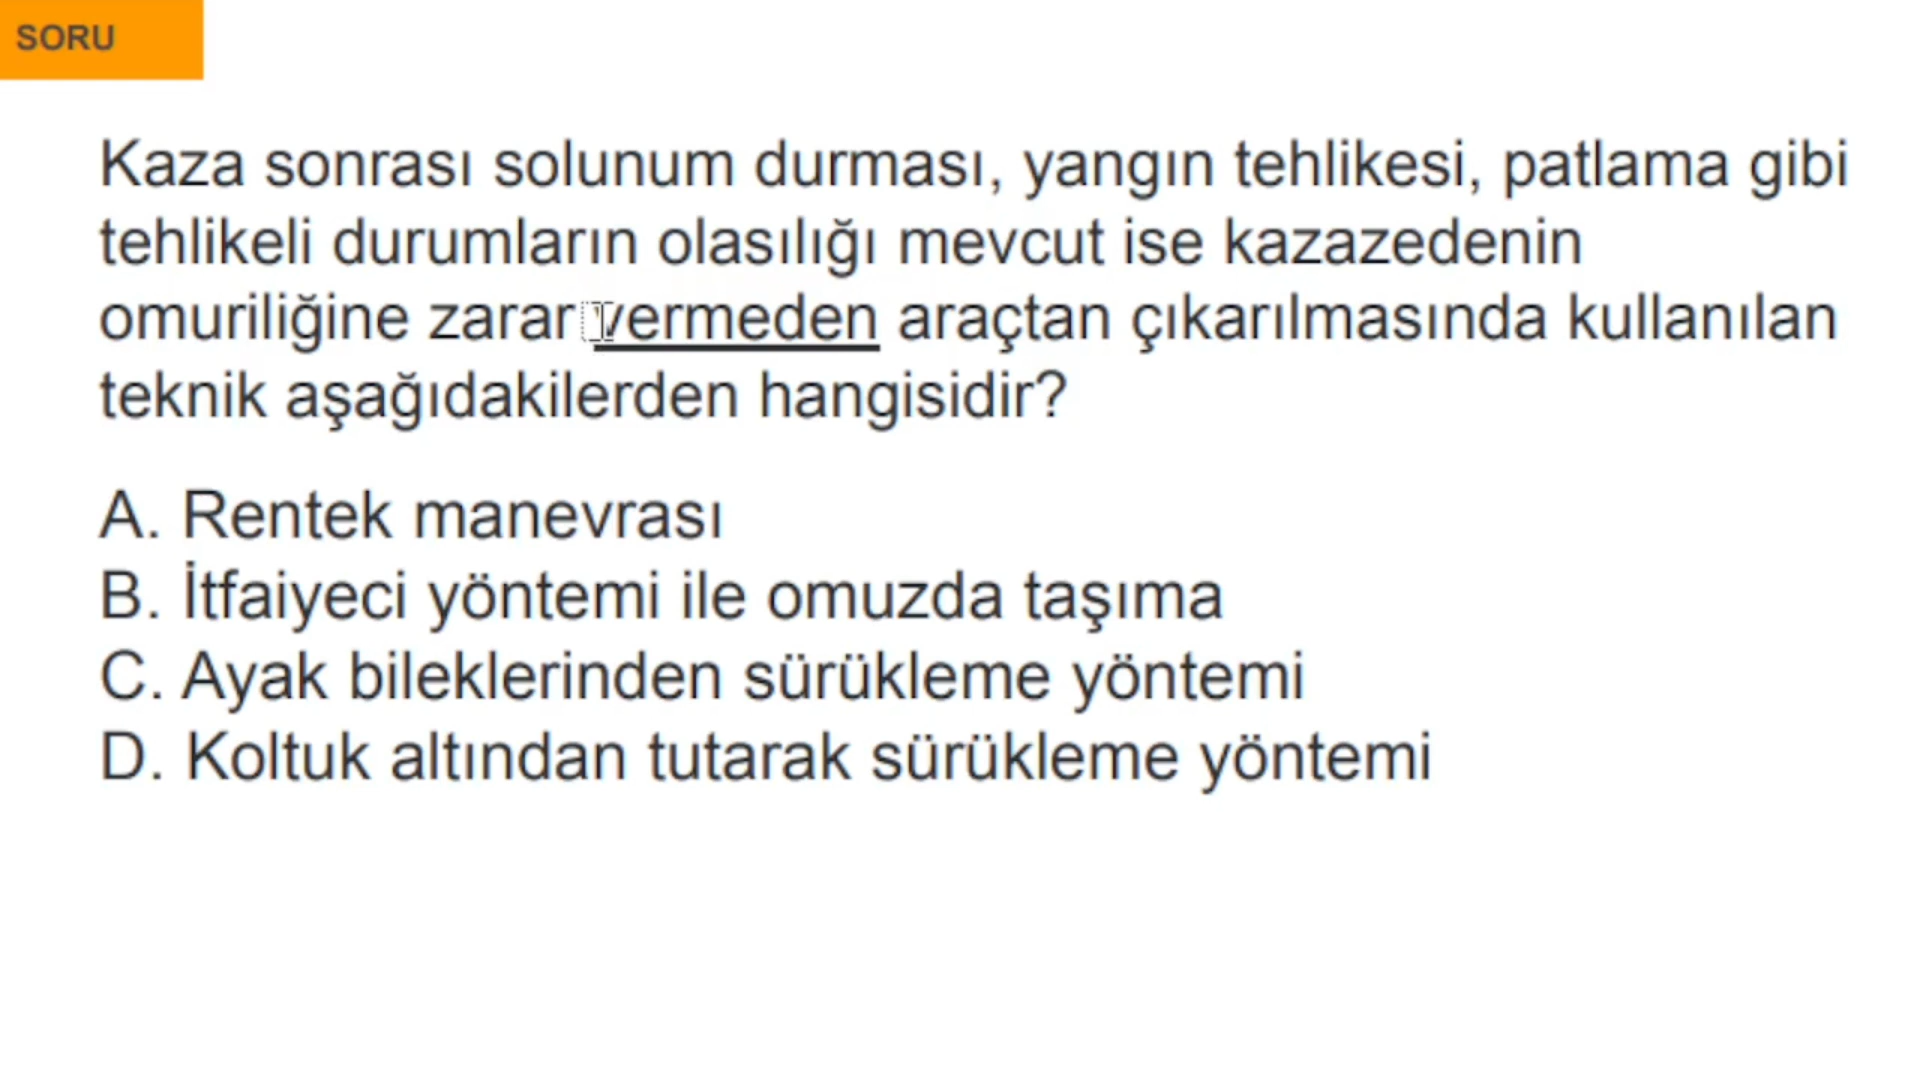 SORU
Kaza sonrası solunum durması, yangın tehlikesi, patlama gibi
tehlikeli durumların olasılığı mevcut ise kazazedenin
omuriliğine zarar vermeden araçtan çıkarılmasında kullanılan
teknik aşağıdakilerden hangisidir?
A. Rentek manevrası
B. İtfaiyeci yöntemi ile omuzda taşıma
C. Ayak bileklerinden sürükleme yöntemi
D. Koltuk altından tutarak sürükleme yöntemi